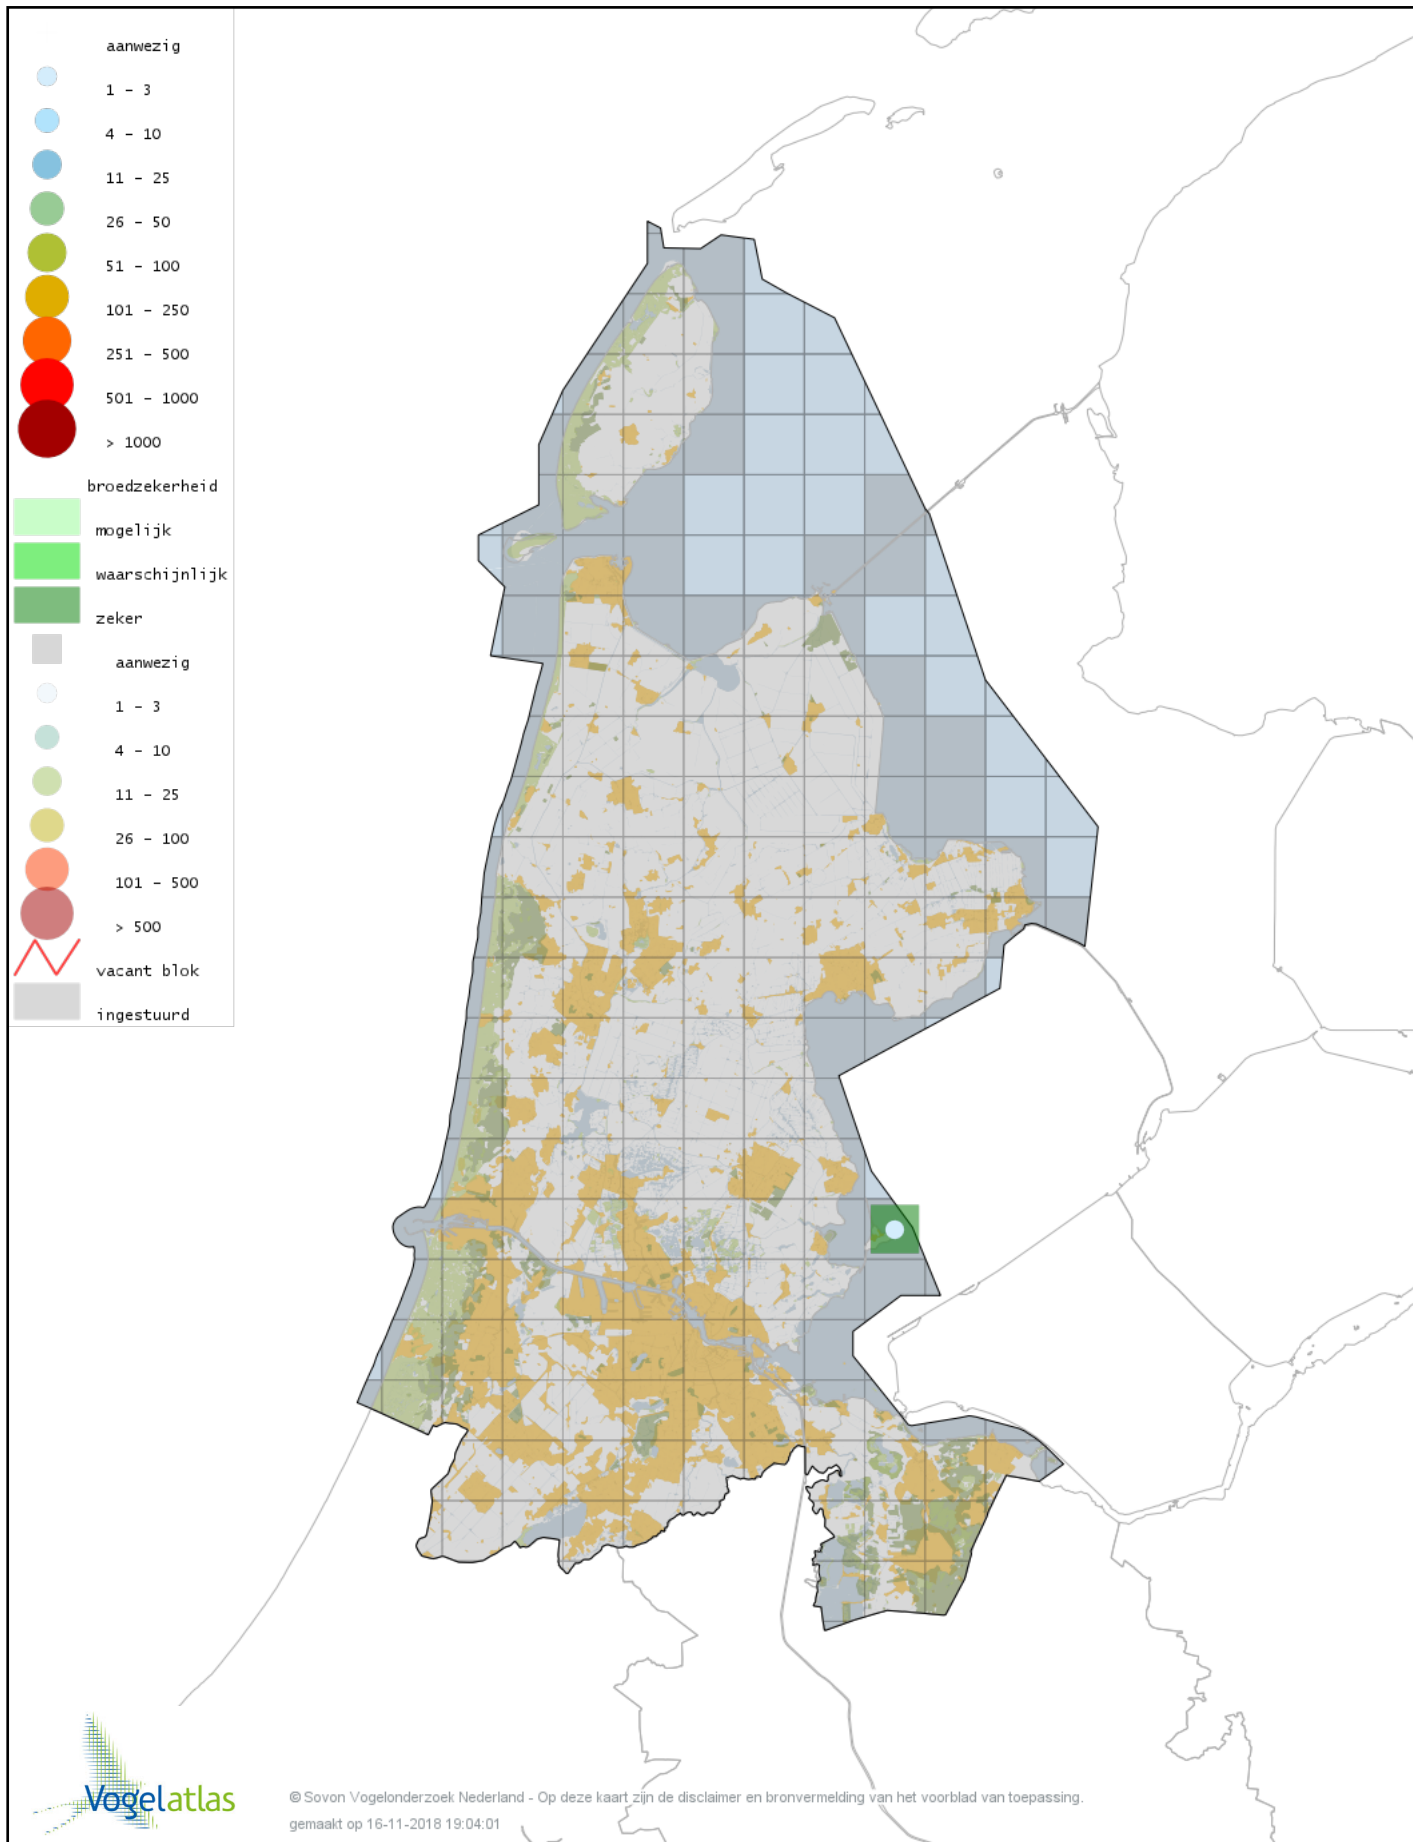 aanwezig
1 – 3
4 – 10
11 – 25
26 – 50
51 – 100
101 – 250
251 – 500
501 – 1000
> 1000
broedzekerheid
mogelijk
waarschijnlijk
zeker
aanwezig
1 – 3
4 – 10
11 – 25
26 – 100
101 – 500
> 500
vacant blok
ingestuurd
Vogelatlas
© Sovon Vogelonderzoek Nederland - Op deze kaart zijn de disclaimer en bronvermelding van het voorblad van toepassing.
gemaakt op 16-11-2018 19:04:01